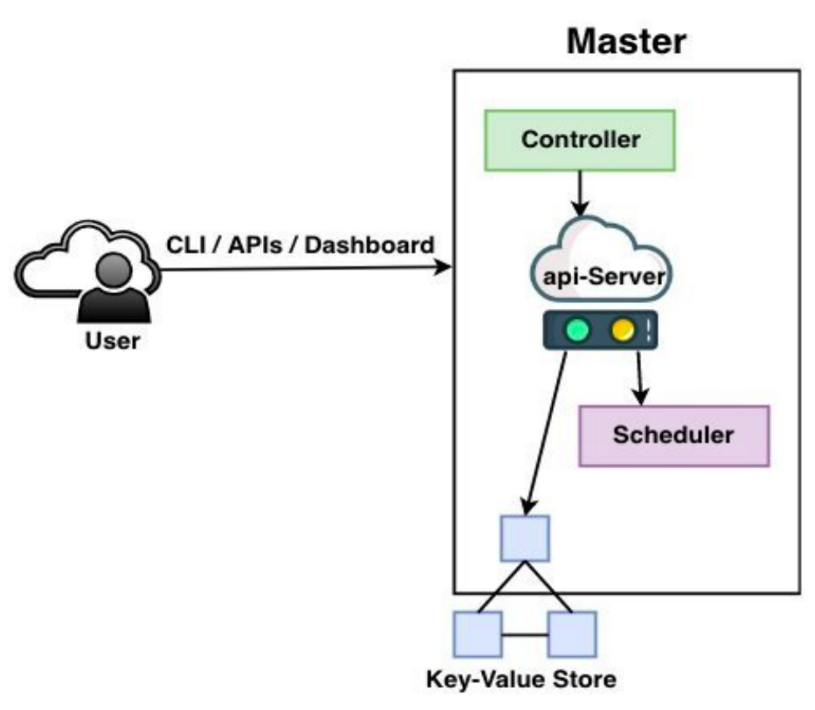 Master
Controller
CLI / APIs / Dashboard
api-Server
User
Scheduler
Key-Value Store